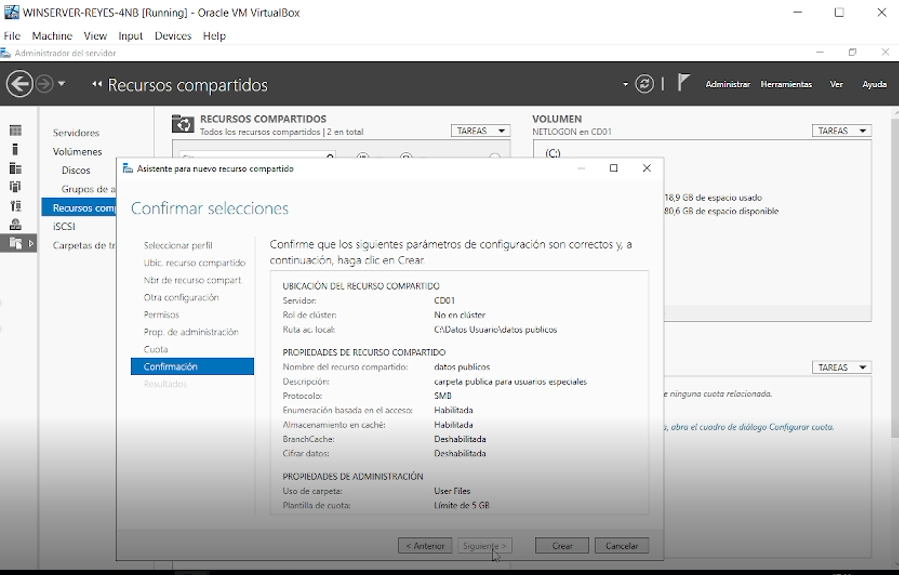 WINSERVER-REYES-4NB [Running] - Oracle VM VirtualBox
File Machine View Input Devices Help
Administrador del servidor
Recursos compartidos
Administrar Herramientas Ver Ayuda
Servidores
Volúmenes
Discos
Grupos de a
Recursos com
iSCSI
Carpetas de tr
RECURSOS COMPARTIDOS
Todos los recursos compartidos | 2 en total
TAREAS
VOLUMEN
NETLOGON en CD01
TAREAS
(C:)
18,9 GB de espacio usado
80,6 GB de espacio disponible
TAREAS
e ninguna cuota relacionada.
, abra el cuadro de diálogo Configurar cuota.
Asistente para nuevo recurso compartido
Confirmar selecciones
Seleccionar perfil
Ubic. recurso compartido
Nbr de recurso compart.
Otra configuración
Permisos
Prop. de administración
Cuota
Confirmación
Resultados
Confirme que los siguientes parámetros de configuración son correctos y, a
continuación, haga clic en Crear.
UBICACIÓN DEL RECURSO COMPARTIDO
Servidor: CD01
Rol de clúster: No en clúster
Ruta ac. local: C:\Datos Usuario\datos publicos
PROPIEDADES DE RECURSO COMPARTIDO
Nombre del recurso compartido: datos publicos
Descripción: carpeta publica para usuarios especiales
Protocolo: SMB
Enumeración basada en el acceso: Habilitada
Almacenamiento en caché: Habilitada
BranchCache: Deshabilitada
Cifrar datos: Deshabilitada
PROPIEDADES DE ADMINISTRACIÓN
Uso de carpeta: User Files
Plantilla de cuota: Límite de 5 GB
< Anterior Siguiente > Crear Cancelar